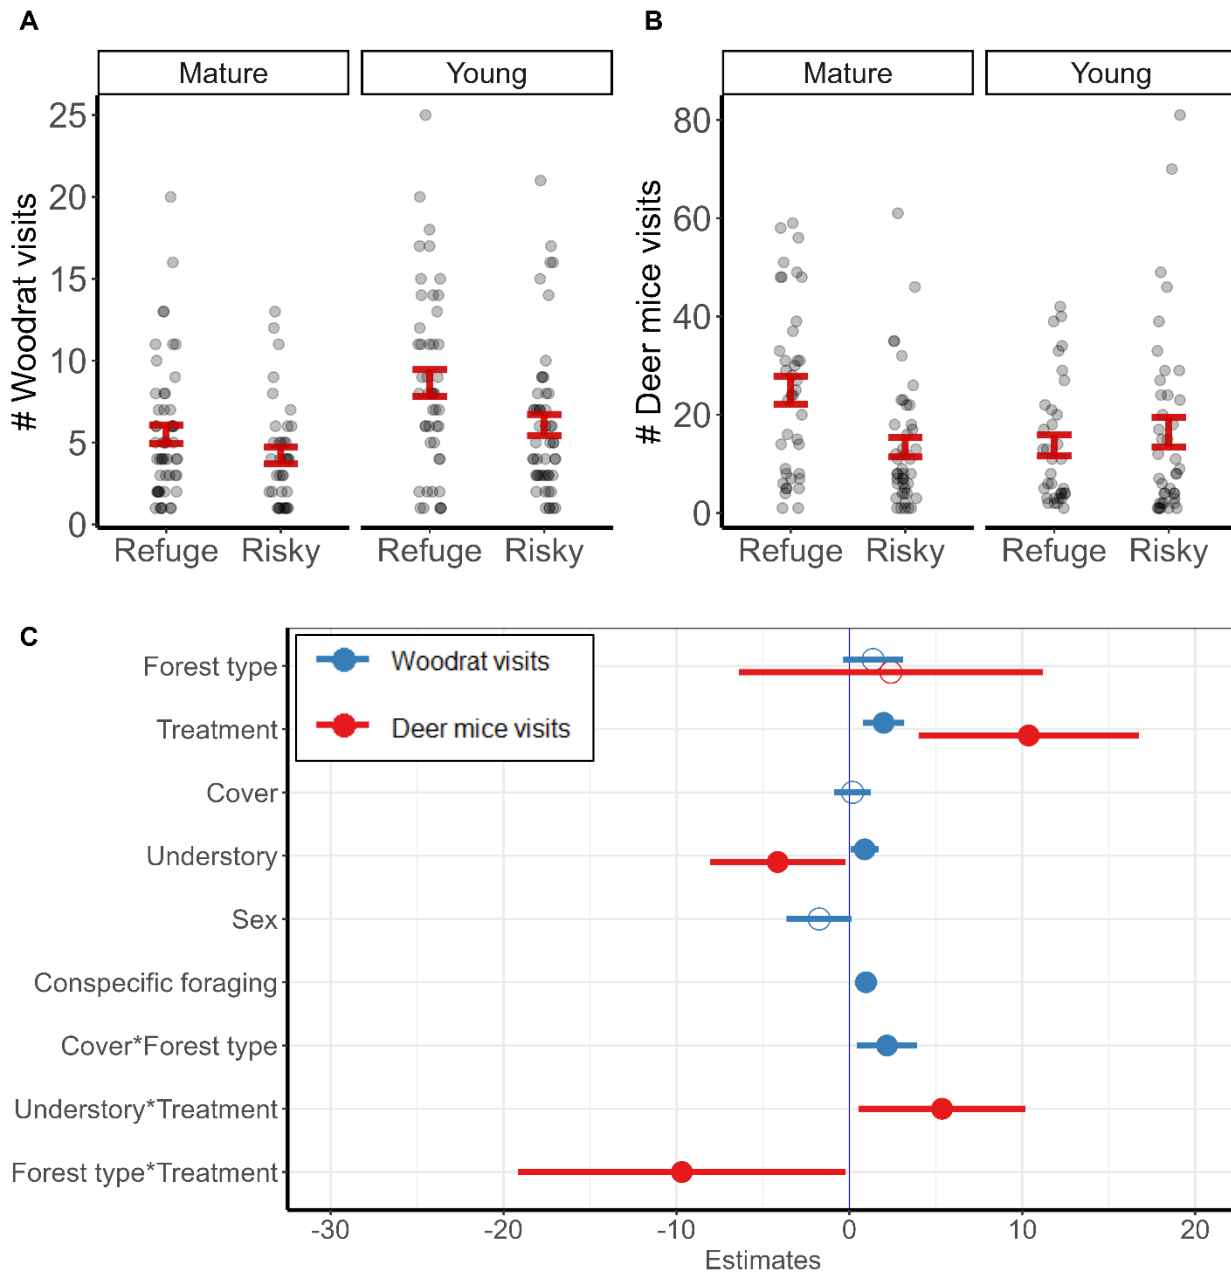 A
B
Mature Young
Mature Young
# Woodrat visits
25
20
15
10
5
0
Refuge Risky Refuge Risky
# Deer mice visits
80
60
40
20
0
Refuge Risky Refuge Risky
C
Woodrat visits
Deer mice visits
Forest type
Treatment
Cover
Understory
Sex
Conspecific foraging
Cover*Forest type
Understory*Treatment
Forest type*Treatment
-30 -20 -10 0 10 20
Estimates